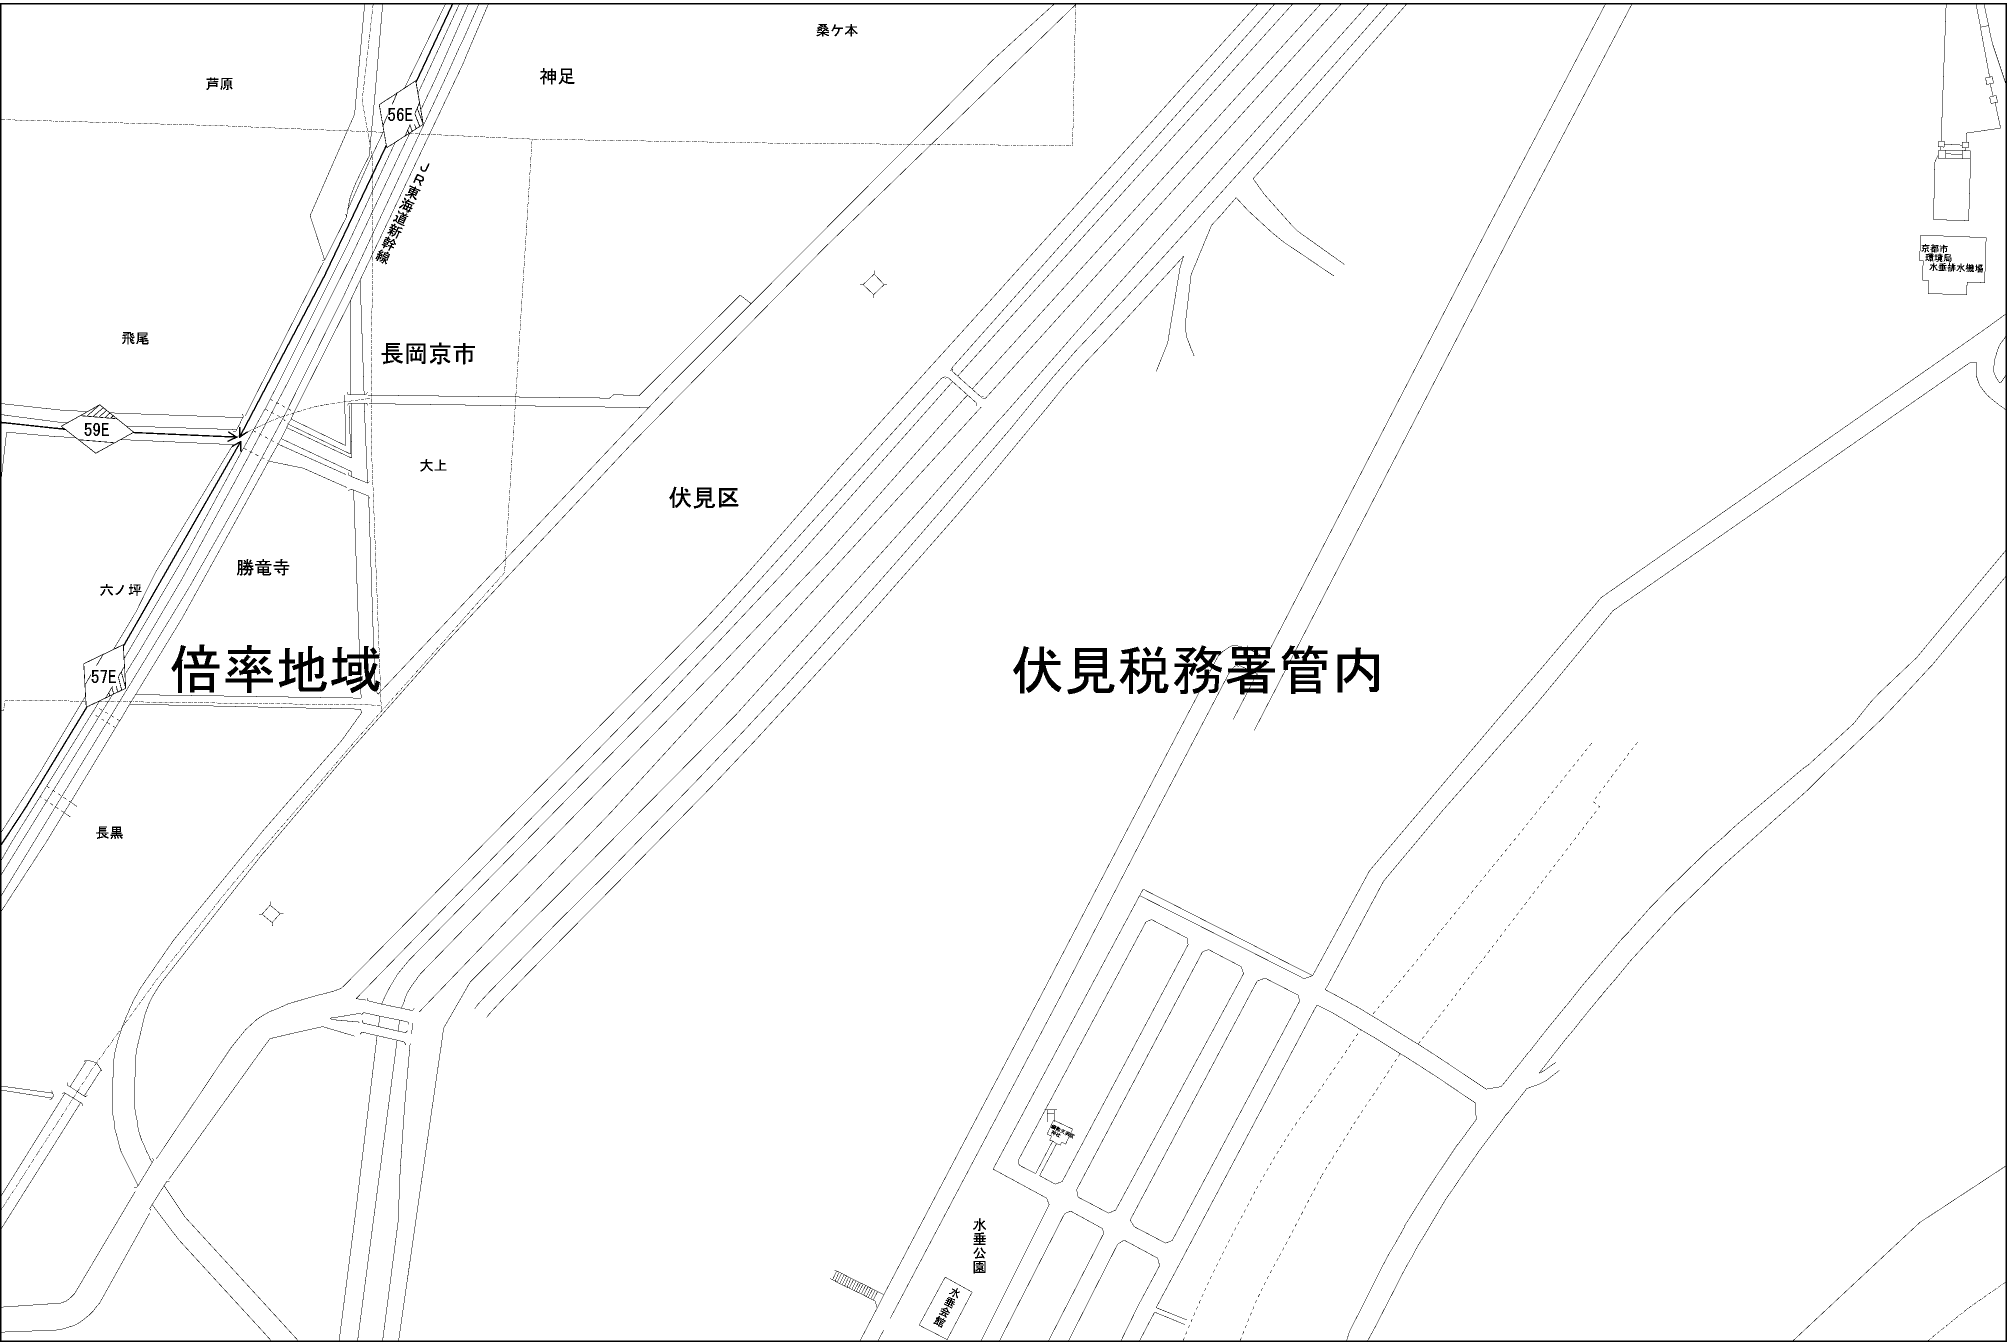 桑ケ本
芦原
神足
56E
JR東海道新幹線
京都市
環境局
水垂排水機場
飛尾
長岡京市
59E
大上
伏見区
勝竜寺
六ノ坪
倍率地域
伏見税務署管内
57E
長黒
水垂公園
水垂会館